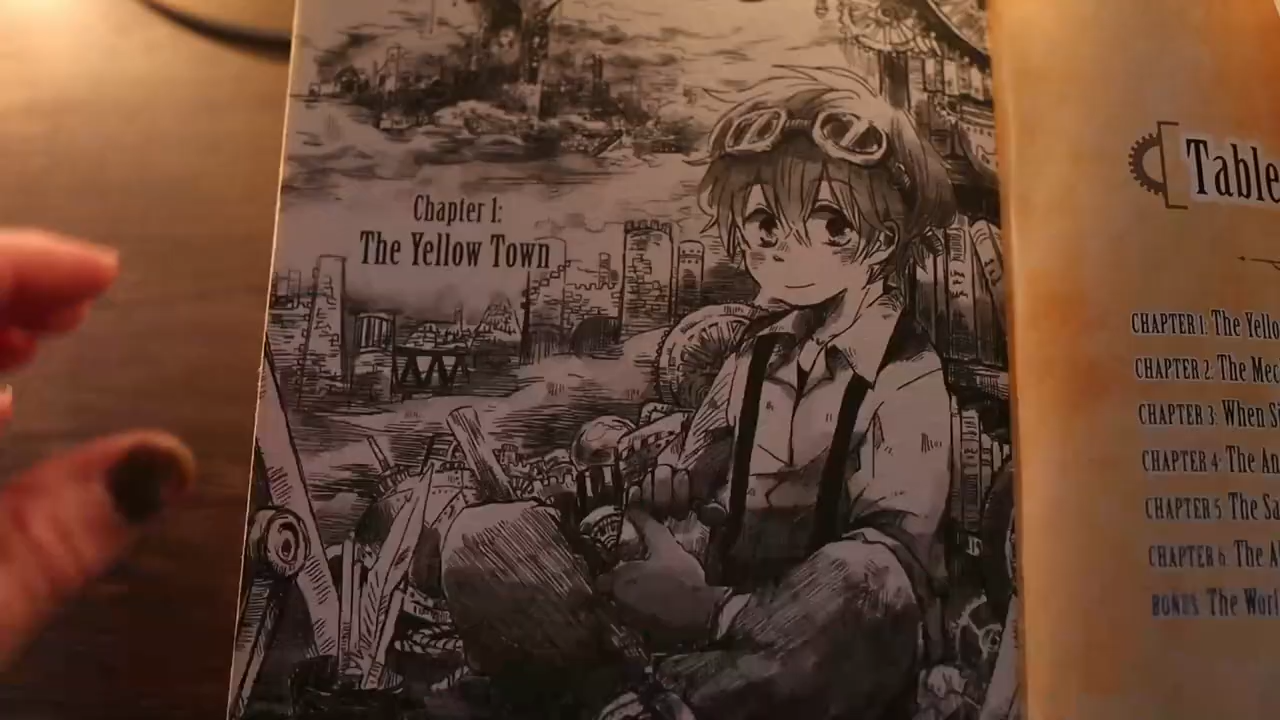 Chapter 1:
The Yellow Town
Table
CHAPTER 1: The Yello
CHAPTER 2: The Mec
CHAPTER 3: When S
CHAPTER 4: The An
CHAPTER 5: The Sa
CHAPTER 6: The A
BONUS: The Worl